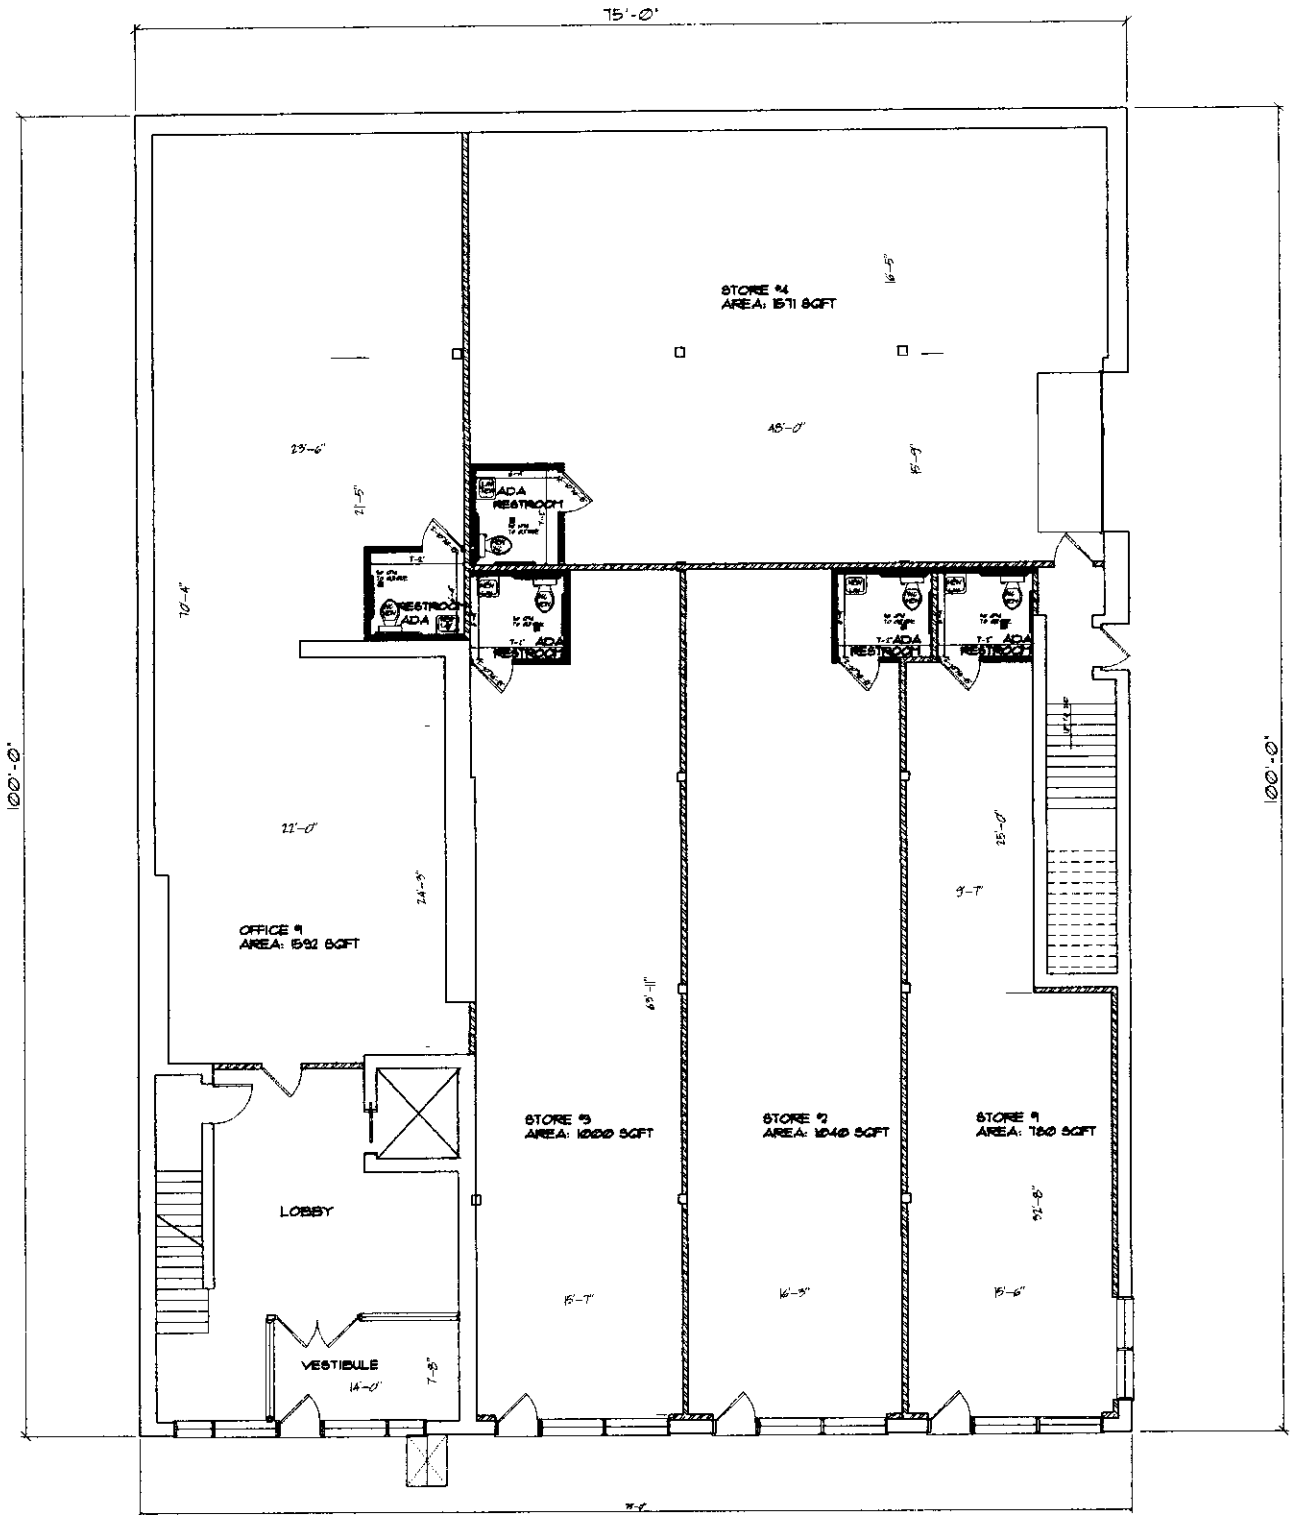 75'-0"
100'-0"
100'-0"
STORE #4
AREA: 1571 SQFT
16'-5"
48'-0"
15'-9"
23'-6"
21'-5"
70'-4"
ADA
RESTROOM
RESTROOM
ADA
7'-2"
ADA
RESTROOM
ADA
RESTROOM
ADA
RESTROOM
22'-0"
24'-3"
OFFICE #1
AREA: 1592 SQFT
63'-11"
25'-0"
9'-7"
STORE #3
AREA: 1000 SQFT
STORE #2
AREA: 1040 SQFT
STORE #1
AREA: 780 SQFT
32'-8"
LOBBY
15'-7"
16'-3"
15'-6"
VESTIBULE
14'-0"
7'-8"